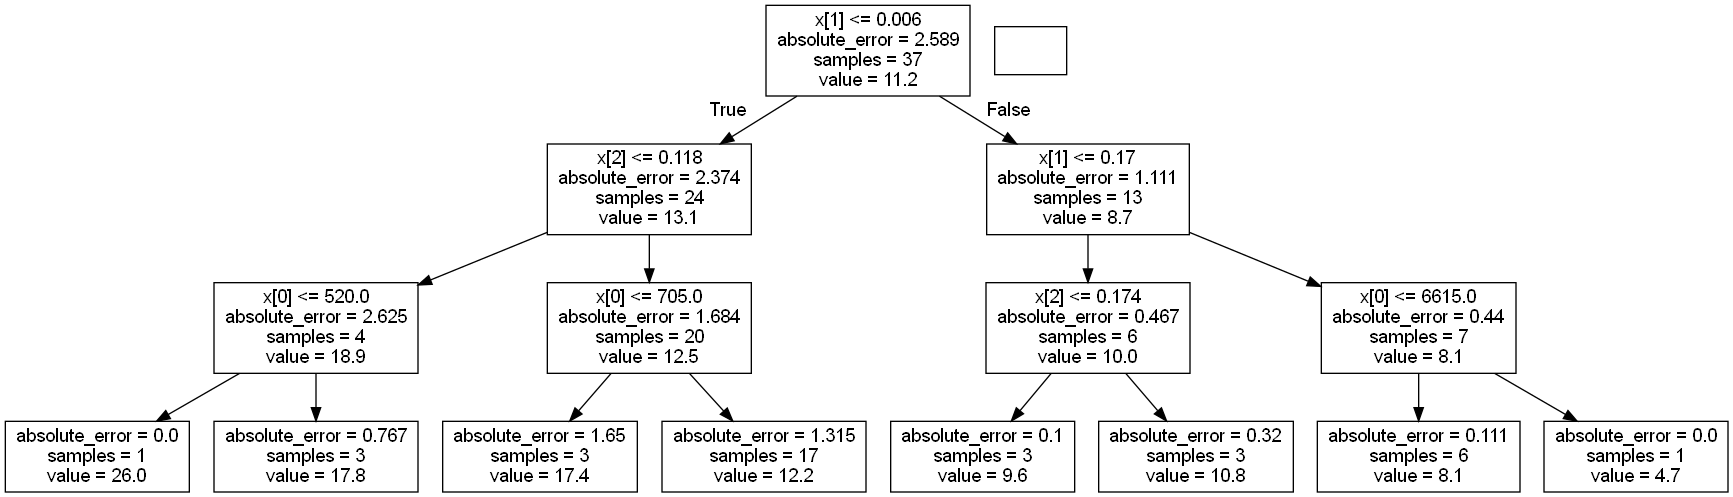 x[1] <= 0.006
absolute_error = 2.589
samples = 37
value = 11.2
True
False
x[2] <= 0.118
absolute_error = 2.374
samples = 24
value = 13.1
x[1] <= 0.17
absolute_error = 1.111
samples = 13
value = 8.7
x[0] <= 520.0
absolute_error = 2.625
samples = 4
value = 18.9
x[0] <= 705.0
absolute_error = 1.684
samples = 20
value = 12.5
x[2] <= 0.174
absolute_error = 0.467
samples = 6
value = 10.0
x[0] <= 6615.0
absolute_error = 0.44
samples = 7
value = 8.1
absolute_error = 0.0
samples = 1
value = 26.0
absolute_error = 0.767
samples = 3
value = 17.8
absolute_error = 1.65
samples = 3
value = 17.4
absolute_error = 1.315
samples = 17
value = 12.2
absolute_error = 0.1
samples = 3
value = 9.6
absolute_error = 0.32
samples = 3
value = 10.8
absolute_error = 0.111
samples = 6
value = 8.1
absolute_error = 0.0
samples = 1
value = 4.7